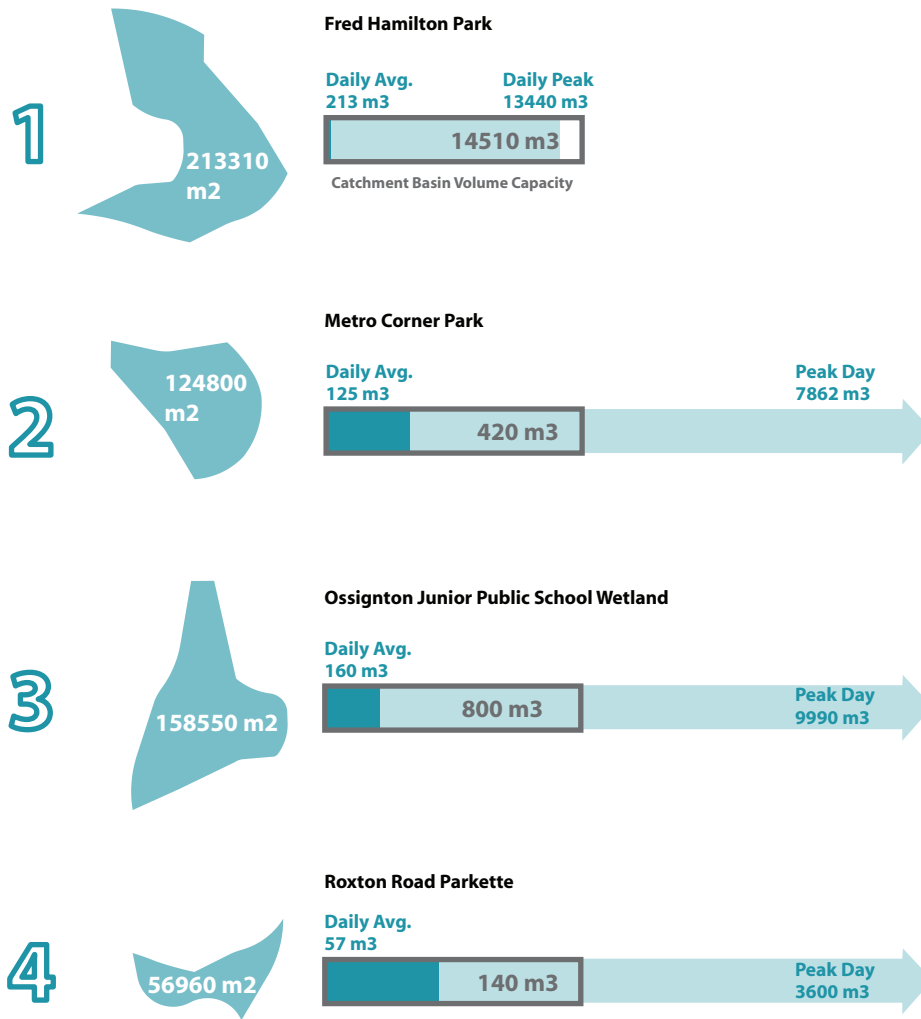 Fred Hamilton Park
1
Daily Avg.
213 m3
Daily Peak
13440 m3
213310
m2
14510 m3
Catchment Basin Volume Capacity
Metro Corner Park
2
124800
m2
Daily Avg.
125 m3
Peak Day
7862 m3
420 m3
Ossignton Junior Public School Wetland
3
158550 m2
Daily Avg.
160 m3
800 m3
Peak Day
9990 m3
Roxton Road Parkette
4
56960 m2
Daily Avg.
57 m3
140 m3
Peak Day
3600 m3